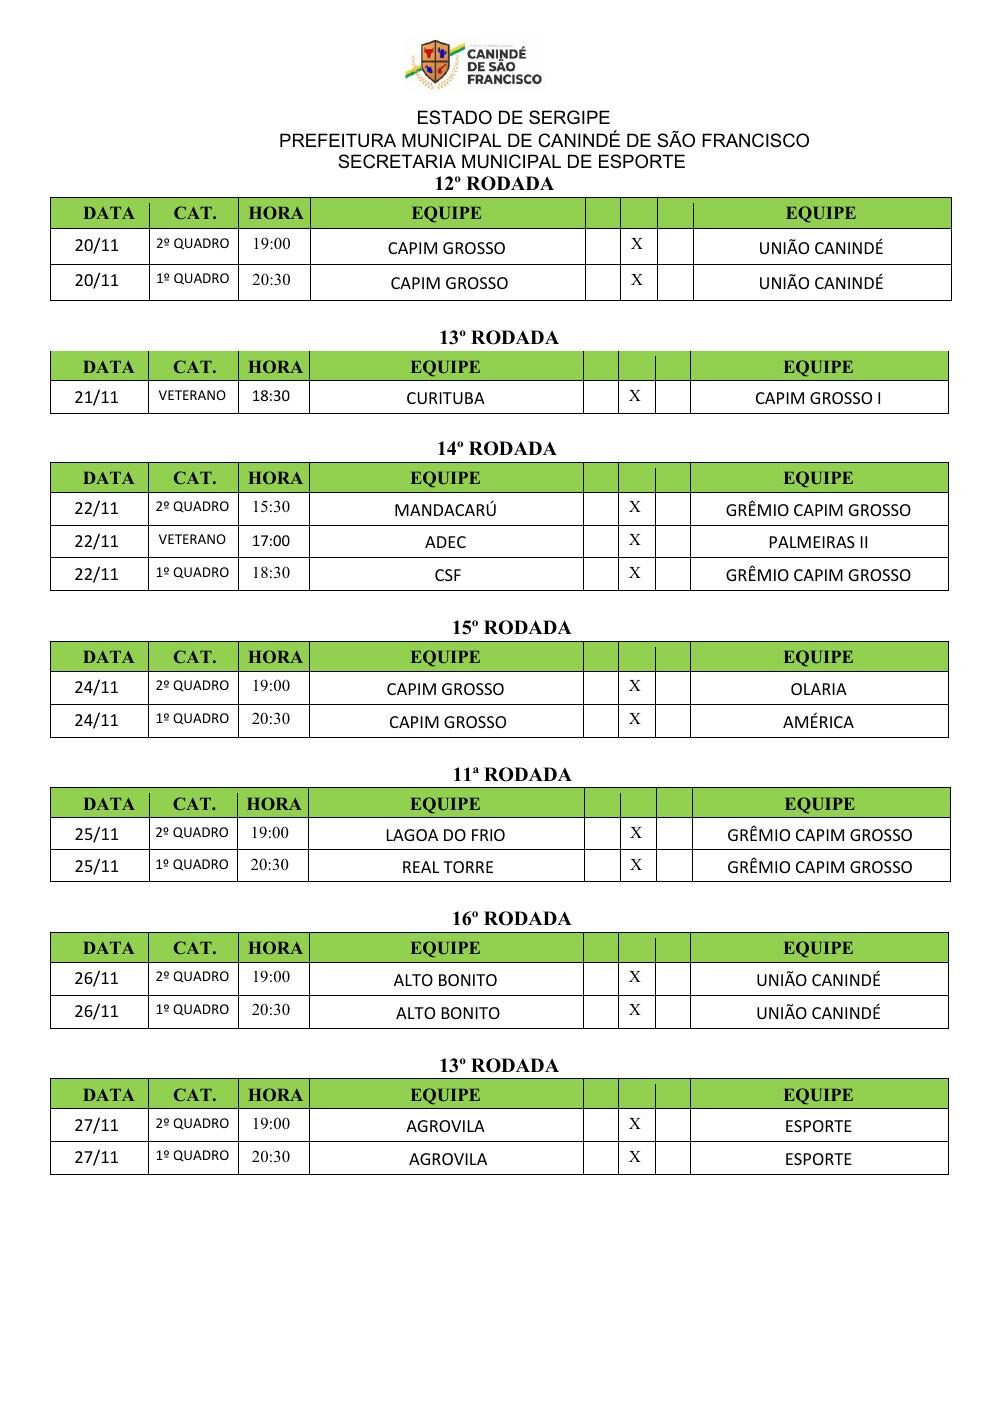 CANINDÉ
DE SÃO
FRANCISCO
ESTADO DE SERGIPE
PREFEITURA MUNICIPAL DE CANINDÉ DE SÃO FRANCISCO
SECRETARIA MUNICIPAL DE ESPORTE
12º RODADA
DATA CAT. HORA EQUIPE EQUIPE
20/11 2º QUADRO 19:00 CAPIM GROSSO X UNIÃO CANINDÉ
20/11 1º QUADRO 20:30 CAPIM GROSSO X UNIÃO CANINDÉ
13º RODADA
DATA CAT. HORA EQUIPE EQUIPE
21/11 VETERANO 18:30 CURITUBA X CAPIM GROSSO I
14º RODADA
DATA CAT. HORA EQUIPE EQUIPE
22/11 2º QUADRO 15:30 MANDACARÚ X GRÊMIO CAPIM GROSSO
22/11 VETERANO 17:00 ADEC X PALMEIRAS II
22/11 1º QUADRO 18:30 CSF X GRÊMIO CAPIM GROSSO
15º RODADA
DATA CAT. HORA EQUIPE EQUIPE
24/11 2º QUADRO 19:00 CAPIM GROSSO X OLARIA
24/11 1º QUADRO 20:30 CAPIM GROSSO X AMÉRICA
11ª RODADA
DATA CAT. HORA EQUIPE EQUIPE
25/11 2º QUADRO 19:00 LAGOA DO FRIO X GRÊMIO CAPIM GROSSO
25/11 1º QUADRO 20:30 REAL TORRE X GRÊMIO CAPIM GROSSO
16º RODADA
DATA CAT. HORA EQUIPE EQUIPE
26/11 2º QUADRO 19:00 ALTO BONITO X UNIÃO CANINDÉ
26/11 1º QUADRO 20:30 ALTO BONITO X UNIÃO CANINDÉ
13º RODADA
DATA CAT. HORA EQUIPE EQUIPE
27/11 2º QUADRO 19:00 AGROVILA X ESPORTE
27/11 1º QUADRO 20:30 AGROVILA X ESPORTE